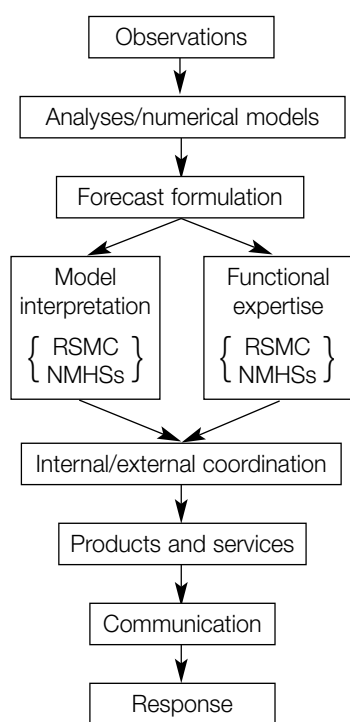 Observations
Analyses/numerical models
Forecast formulation
Model
interpretation
{ RSMC }
NMHSs
Functional
expertise
{ RSMC }
NMHSs
Internal/external coordination
Products and services
Communication
Response